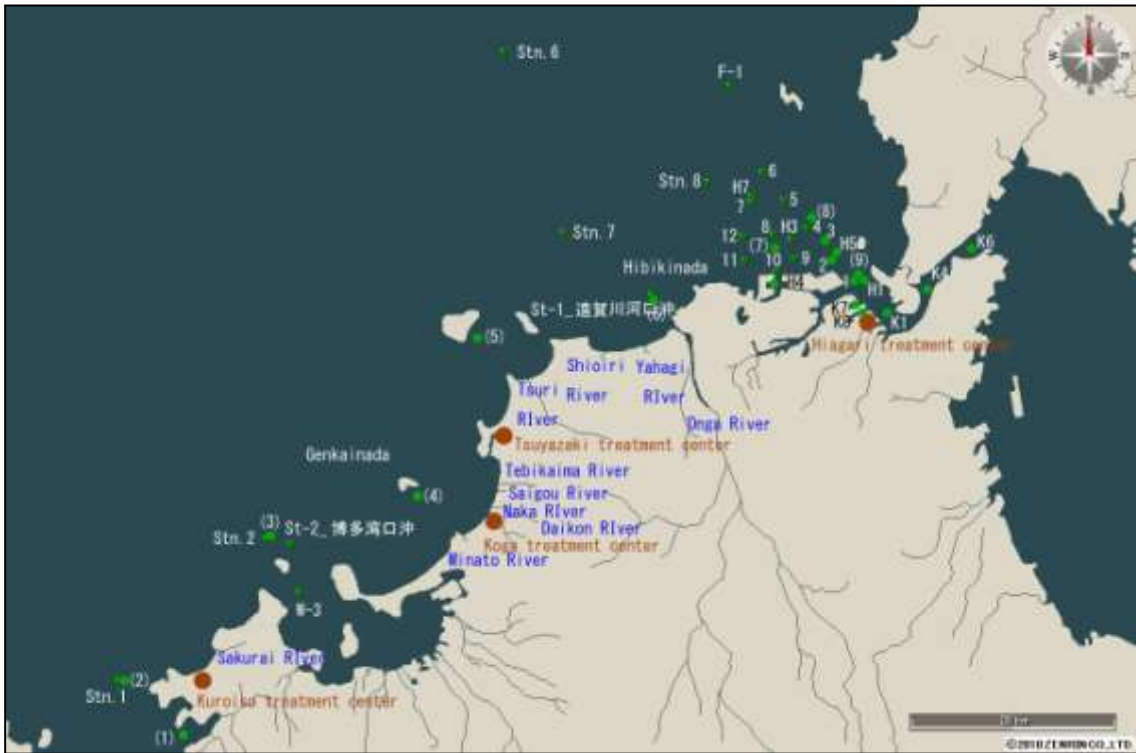 Stn.6
F-1
Stn.8
6
H7
7
5
(8)
Stn.7
12
8
H3
4
3
(7)
H5
K6
11
10
9
2
(9)
Hibikinada
H4
H1
K4
St-1_遠賀川河口沖
K7
K8
K1
(5)
Hiagari treatment center
Shioiri
River
Yahagi
RIver
Tsuri
RIver
Onga River
Tsuyazaki treatment center
Genkainada
Tebikaima River
(4)
Saigou River
Naka RIver
Daikon RIver
(3)
St-2_博多湾口沖
Stn.2
Koga treatment center
Minato River
Sakurai RIver
(2)
Stn.1
Kuroiso treatment center
(1)
©2010ZENRIN CO.,LTD